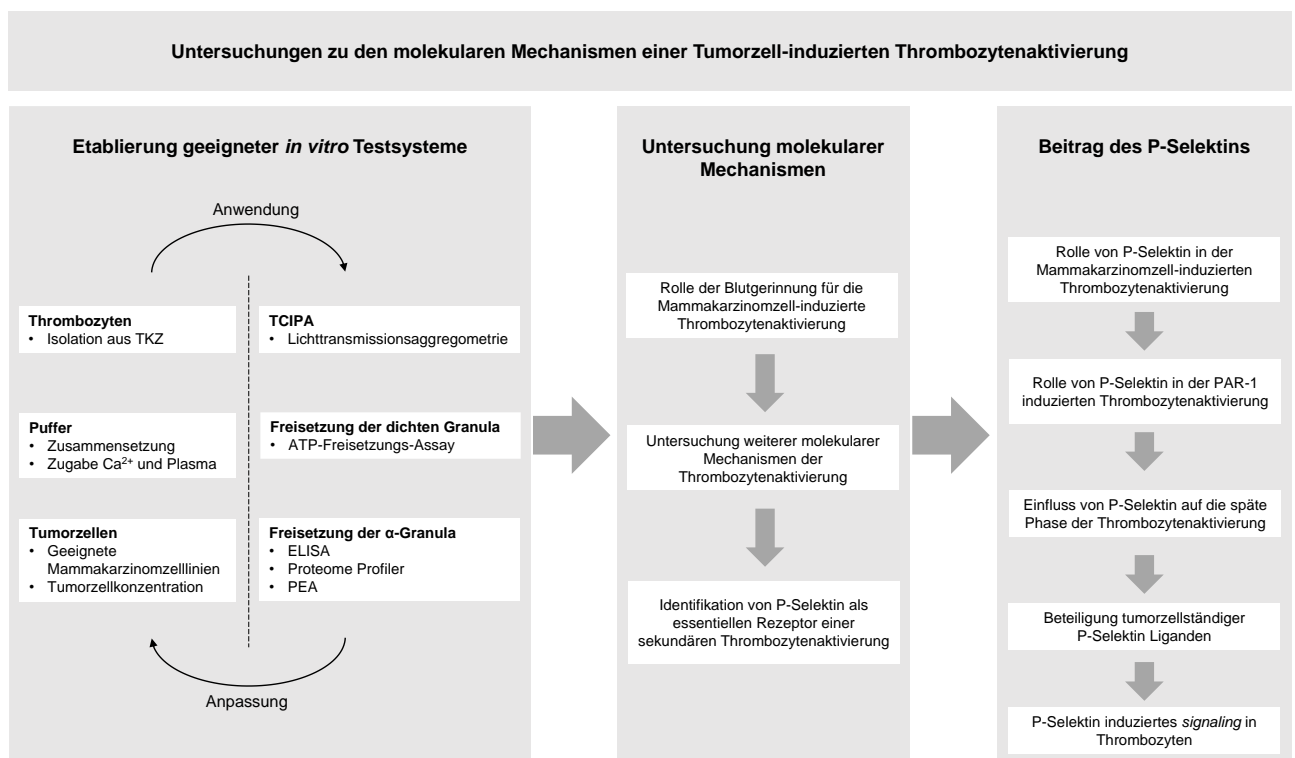 Untersuchungen zu den molekularen Mechanismen einer Tumorzell-induzierten Thrombozytenaktivierung
Etablierung geeigneter in vitro Testsysteme
Anwendung
Thrombozyten
• Isolation aus TKZ
Puffer
• Zusammensetzung
• Zugabe Ca²⁺ und Plasma
Tumorzellen
• Geeignete
Mammakarzinomzelllinien
• Tumorzellkonzentration
TCIPA
• Lichttransmissionsaggregometrie
Freisetzung der dichten Granula
• ATP-Freisetzungs-Assay
Freisetzung der α-Granula
• ELISA
• Proteome Profiler
• PEA
Anpassung
Untersuchung molekularer
Mechanismen
Rolle der Blutgerinnung für die
Mammakarzinomzell-induzierte
Thrombozytenaktivierung
Untersuchung weiterer molekularer
Mechanismen der
Thrombozytenaktivierung
Identifikation von P-Selektin als
essentiellen Rezeptor einer
sekundären Thrombozytenaktivierung
Beitrag des P-Selektins
Rolle von P-Selektin in der
Mammakarzinomzell-induzierten
Thrombozytenaktivierung
Rolle von P-Selektin in der PAR-1
induzierten Thrombozytenaktivierung
Einfluss von P-Selektin auf die späte
Phase der Thrombozytenaktivierung
Beteiligung tumorzellständiger
P-Selektin Liganden
P-Selektin induziertes signaling in
Thrombozyten